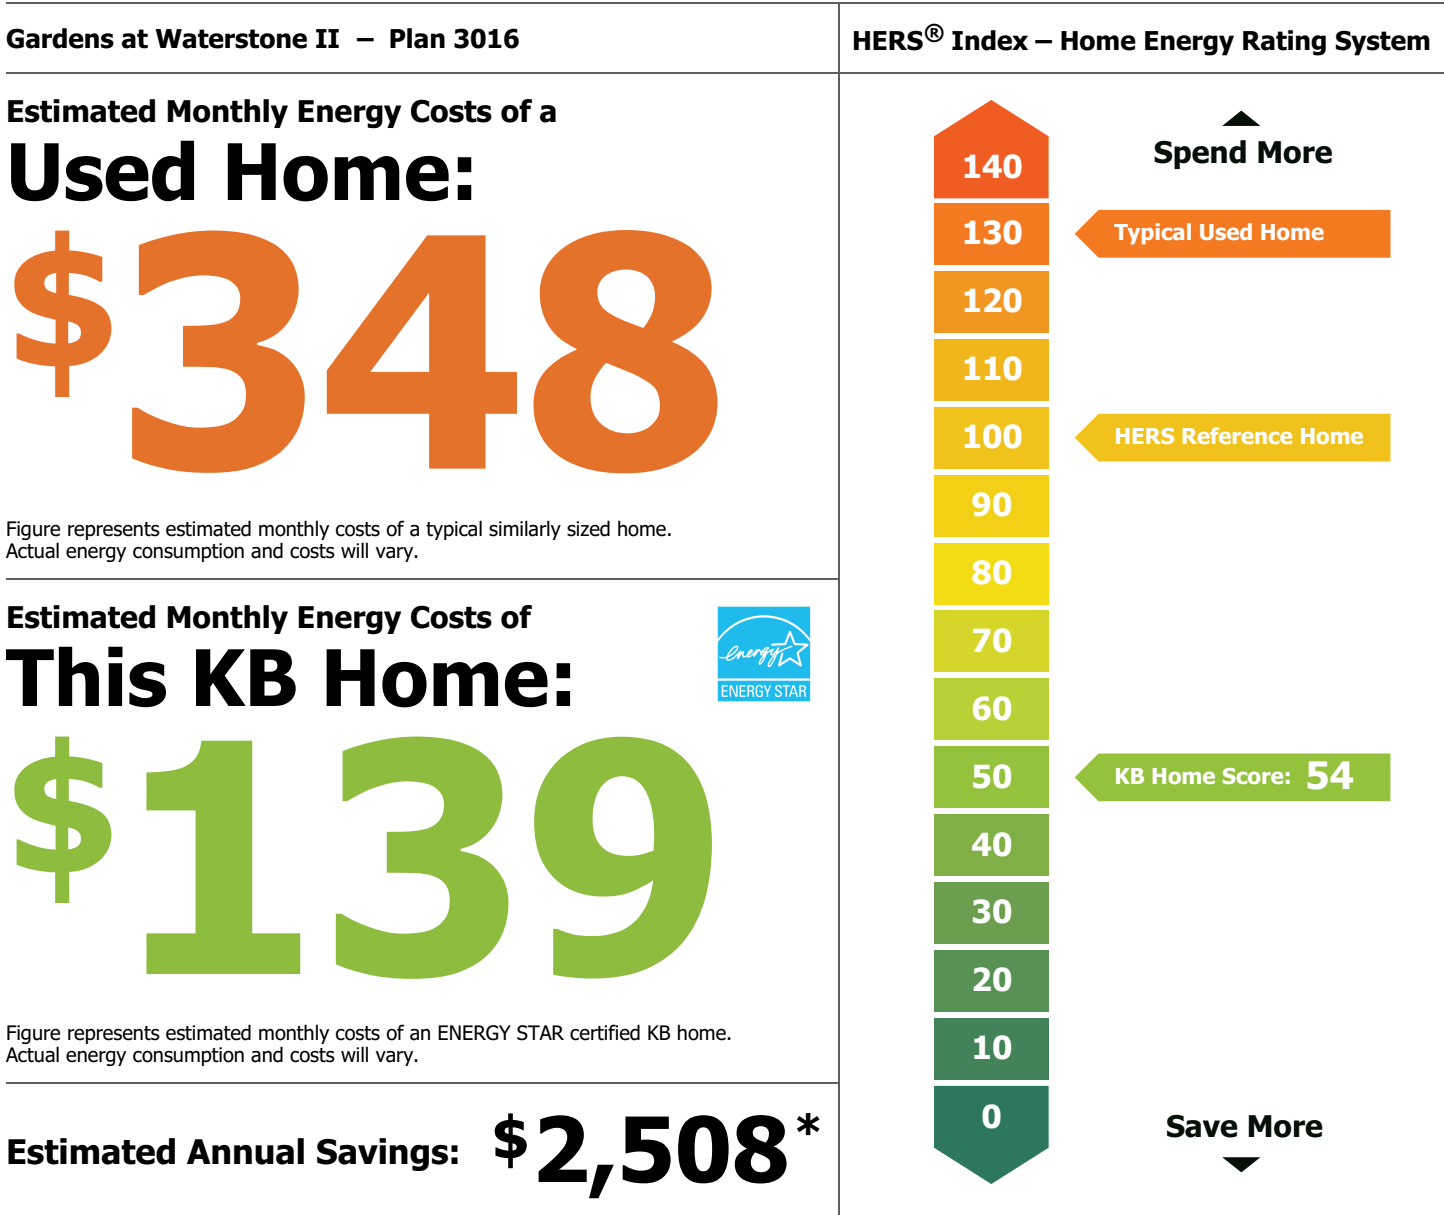 Gardens at Waterstone II – Plan 3016
Estimated Monthly Energy Costs of a
Used Home:
$348
Figure represents estimated monthly costs of a typical similarly sized home.
Actual energy consumption and costs will vary.
Estimated Monthly Energy Costs of
This KB Home:
energy
ENERGY STAR
$139
Figure represents estimated monthly costs of an ENERGY STAR certified KB home.
Actual energy consumption and costs will vary.
Estimated Annual Savings: $2,508*
HERS® Index – Home Energy Rating System
Spend More
140
130 Typical Used Home
120
110
100 HERS Reference Home
90
80
70
60
50 KB Home Score: 54
40
30
20
10
0
Save More